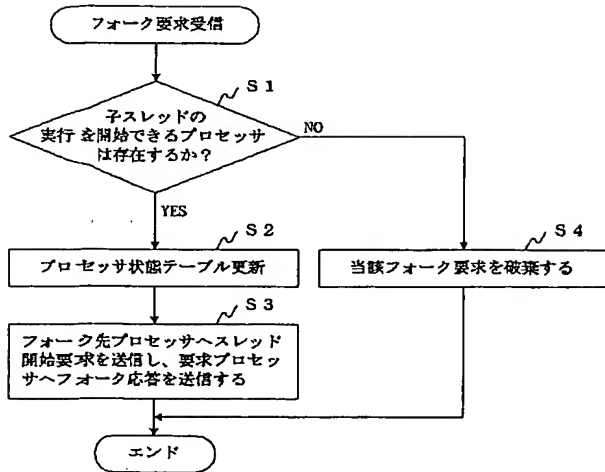 フォーク要求受信
S1
子スレッドの
実行を開始できるプロセッサ
は存在するか?
NO
YES
S2
プロセッサ状態テーブル更新
S4
当該フォーク要求を破棄する
S3
フォーク先プロセッサへスレッド
開始要求を送信し、要求プロセッ
サへフォーク応答を送信する
エンド